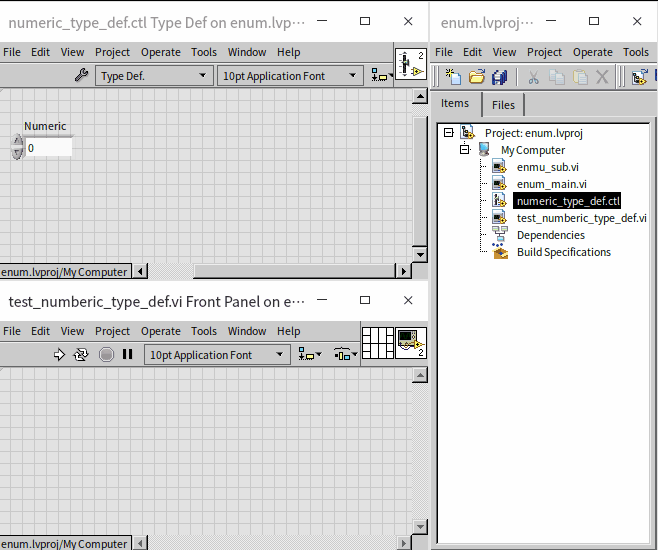 numeric_type_def.ctl Type Def on enum.lvp···
File Edit View Project Operate Tools Window Help
Type Def.
10pt Application Font
2
Numeric
0
enum.lvproj/My Computer
test_numberic_type_def.vi Front Panel on e···
File Edit View Project Operate Tools Window Help
10pt Application Font
2
enum.lvproj/My Computer
enum.lvproj···
File Edit View Project Operate Tools
Items
Files
Project: enum.lvproj
My Computer
enmu_sub.vi
enum_main.vi
numeric_type_def.ctl
test_numberic_type_def.vi
Dependencies
Build Specifications